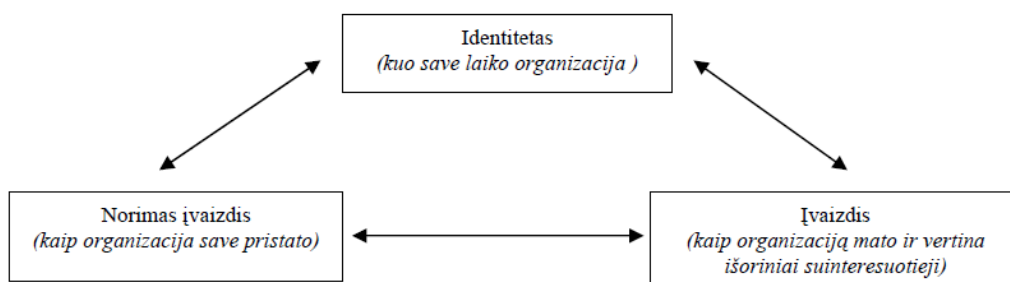 Identitetas
(kuo save laiko organizacija )
Norimas įvaizdis
(kaip organizacija save pristato)
Įvaizdis
(kaip organizaciją mato ir vertina
išoriniai suinteresuotieji)